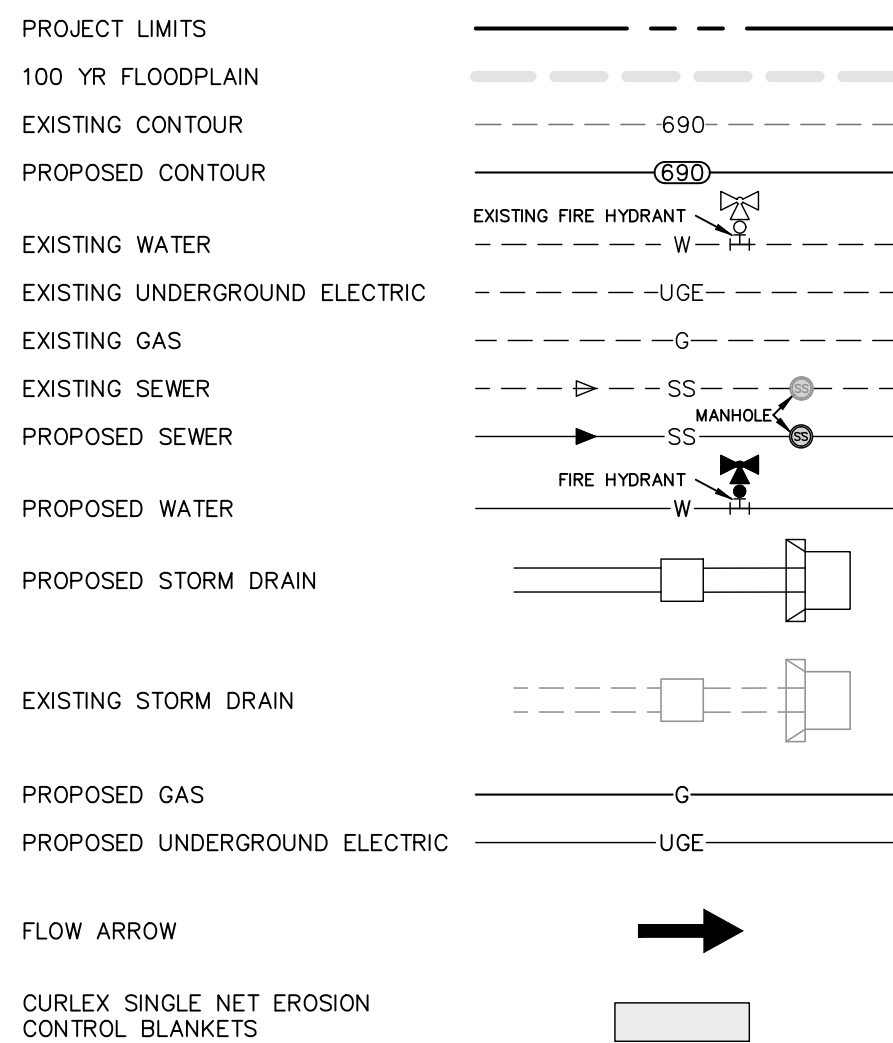 PROJECT LIMITS
100 YR FLOODPLAIN
EXISTING CONTOUR
690
PROPOSED CONTOUR
690
EXISTING FIRE HYDRANT
EXISTING WATER
W
EXISTING UNDERGROUND ELECTRIC
UGE
EXISTING GAS
G
EXISTING SEWER
SS
SS
MANHOLE
PROPOSED SEWER
SS
SS
FIRE HYDRANT
PROPOSED WATER
W
PROPOSED STORM DRAIN
EXISTING STORM DRAIN
PROPOSED GAS
G
PROPOSED UNDERGROUND ELECTRIC
UGE
FLOW ARROW
CURLEX SINGLE NET EROSION
CONTROL BLANKETS